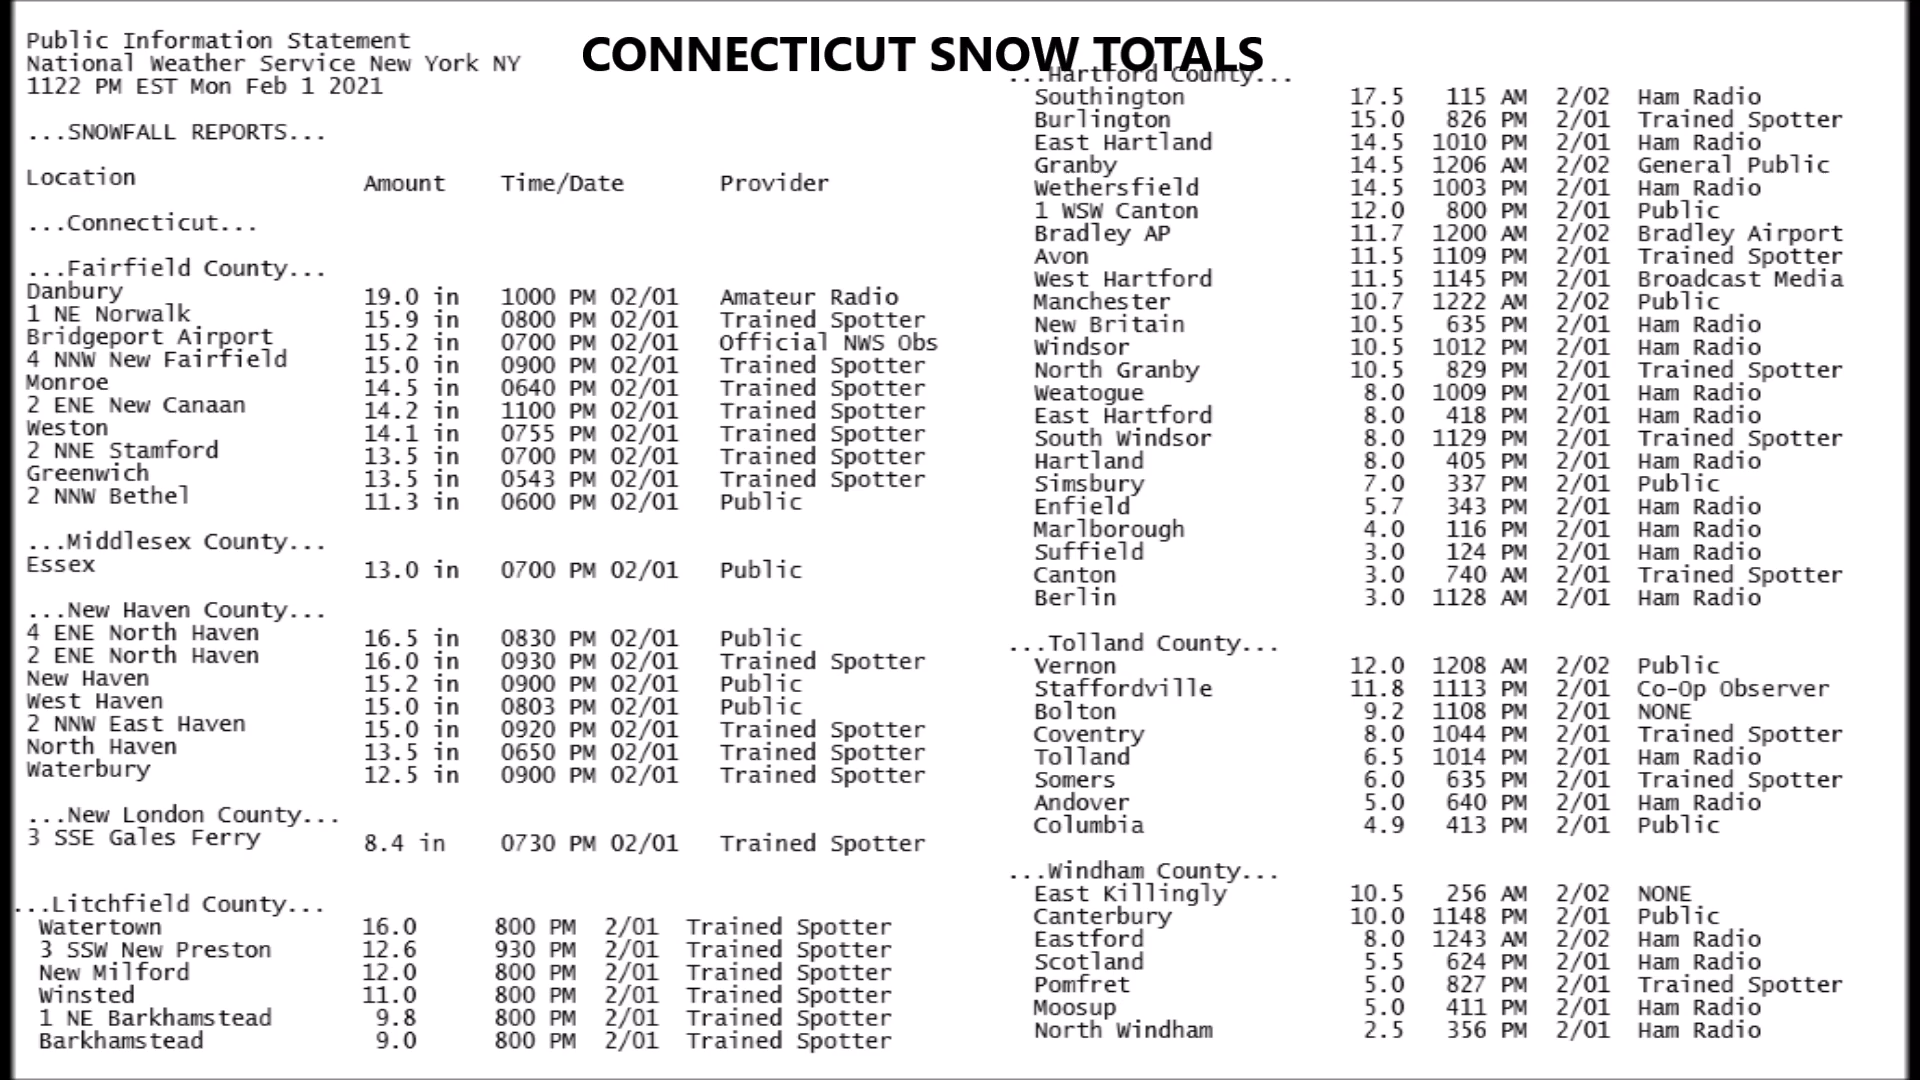 CONNECTICUT SNOW TOTALS
Public Information Statement
National Weather Service New York NY
1122 PM EST Mon Feb 1 2021
...SNOWFALL REPORTS...
Location Amount Time/Date Provider
...Connecticut...
...Fairfield County...
Danbury 19.0 in 1000 PM 02/01 Amateur Radio
1 NE Norwalk 15.9 in 0800 PM 02/01 Trained Spotter
Bridgeport Airport 15.2 in 0700 PM 02/01 Official NWS Obs
4 NNW New Fairfield 15.0 in 0900 PM 02/01 Trained Spotter
Monroe 14.5 in 0640 PM 02/01 Trained Spotter
2 ENE New Canaan 14.2 in 1100 PM 02/01 Trained Spotter
Weston 14.1 in 0755 PM 02/01 Trained Spotter
2 NNE Stamford 13.5 in 0700 PM 02/01 Trained Spotter
Greenwich 13.5 in 0543 PM 02/01 Trained Spotter
2 NNW Bethel 11.3 in 0600 PM 02/01 Public
...Middlesex County...
Essex 13.0 in 0700 PM 02/01 Public
...New Haven County...
4 ENE North Haven 16.5 in 0830 PM 02/01 Public
2 ENE North Haven 16.0 in 0930 PM 02/01 Trained Spotter
New Haven 15.2 in 0900 PM 02/01 Public
West Haven 15.0 in 0803 PM 02/01 Public
2 NNW East Haven 15.0 in 0920 PM 02/01 Trained Spotter
North Haven 13.5 in 0650 PM 02/01 Trained Spotter
Waterbury 12.5 in 0900 PM 02/01 Trained Spotter
...New London County...
3 SSE Gales Ferry 8.4 in 0730 PM 02/01 Trained Spotter
...Litchfield County...
Watertown 16.0 800 PM 2/01 Trained Spotter
3 SSW New Preston 12.6 930 PM 2/01 Trained Spotter
New Milford 12.0 800 PM 2/01 Trained Spotter
Winsted 11.0 800 PM 2/01 Trained Spotter
1 NE Barkhamstead 9.8 800 PM 2/01 Trained Spotter
Barkhamstead 9.0 800 PM 2/01 Trained Spotter
...Hartford County...
Southington 17.5 115 AM 2/02 Ham Radio
Burlington 15.0 826 PM 2/01 Trained Spotter
East Hartland 14.5 1010 PM 2/01 Ham Radio
Granby 14.5 1206 AM 2/02 General Public
Wethersfield 14.5 1003 PM 2/01 Ham Radio
1 WSW Canton 12.0 800 PM 2/01 Public
Bradley AP 11.7 1200 AM 2/02 Bradley Airport
Avon 11.5 1109 PM 2/01 Trained Spotter
West Hartford 11.5 1145 PM 2/01 Broadcast Media
Manchester 10.7 1222 AM 2/02 Public
New Britain 10.5 635 PM 2/01 Ham Radio
Windsor 10.5 1012 PM 2/01 Ham Radio
North Granby 10.5 829 PM 2/01 Trained Spotter
Weatogue 8.0 1009 PM 2/01 Ham Radio
East Hartford 8.0 418 PM 2/01 Ham Radio
South Windsor 8.0 1129 PM 2/01 Trained Spotter
Hartland 8.0 405 PM 2/01 Ham Radio
Simsbury 7.0 337 PM 2/01 Public
Enfield 5.7 343 PM 2/01 Ham Radio
Marlborough 4.0 116 PM 2/01 Ham Radio
Suffield 3.0 124 PM 2/01 Ham Radio
Canton 3.0 740 AM 2/01 Trained Spotter
Berlin 3.0 1128 AM 2/01 Ham Radio
...Tolland County...
Vernon 12.0 1208 AM 2/02 Public
Staffordville 11.8 1113 PM 2/01 Co-Op Observer
Bolton 9.2 1108 PM 2/01 NONE
Coventry 8.0 1044 PM 2/01 Trained Spotter
Tolland 6.5 1014 PM 2/01 Ham Radio
Somers 6.0 635 PM 2/01 Trained Spotter
Andover 5.0 640 PM 2/01 Ham Radio
Columbia 4.9 413 PM 2/01 Public
...Windham County...
East Killingly 10.5 256 AM 2/02 NONE
Canterbury 10.0 1148 PM 2/01 Public
Eastford 8.0 1243 AM 2/02 Ham Radio
Scotland 5.5 624 PM 2/01 Ham Radio
Pomfret 5.0 827 PM 2/01 Trained Spotter
Moosup 5.0 411 PM 2/01 Ham Radio
North Windham 2.5 356 PM 2/01 Ham Radio